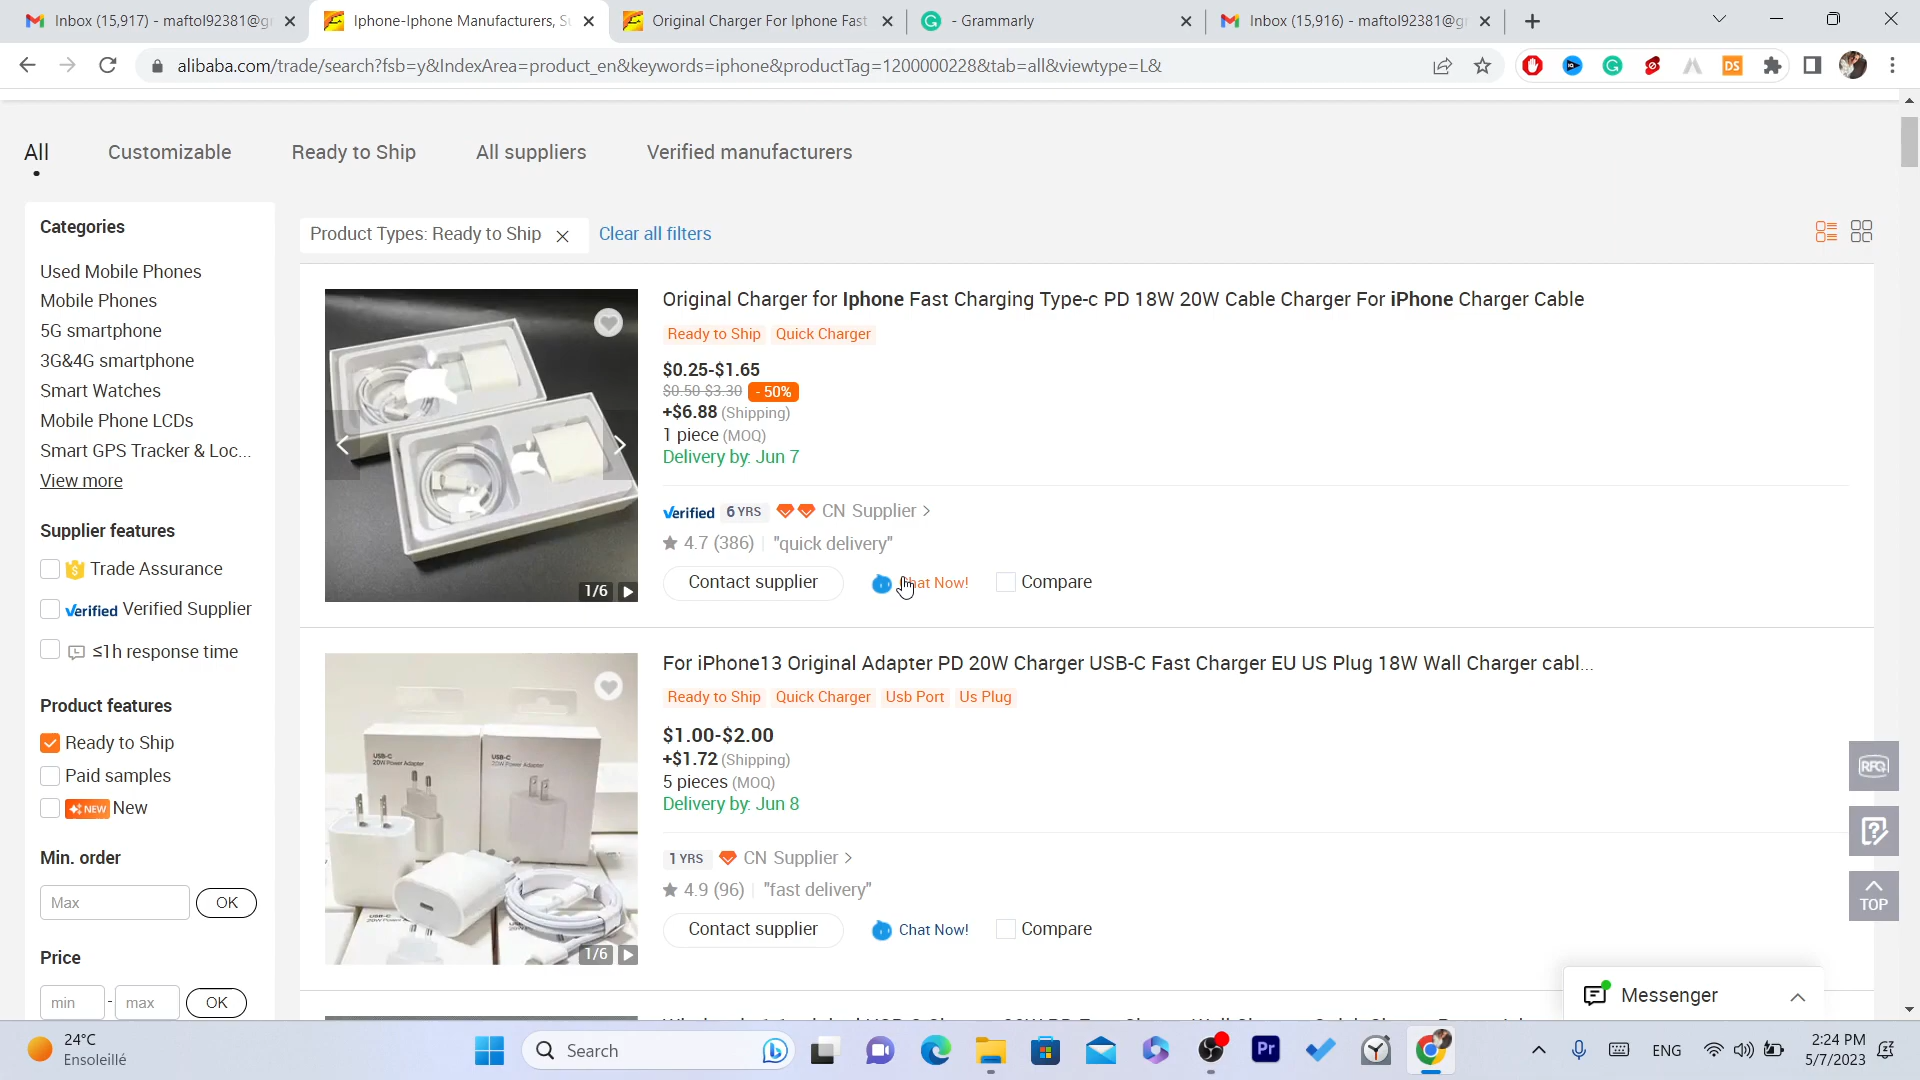 Inbox (15,917) - maftol92381@g
Iphone-Iphone Manufacturers, S
Original Charger For Iphone Fast
- Grammarly
Inbox (15,916) - maftol92381@g
alibaba.com/trade/search?fsb=y&IndexArea=product_en&keywords=iphone&productTag=1200000228&tab=all&viewtype=L&
DS
All
Customizable
Ready to Ship
All suppliers
Verified manufacturers
Categories
Used Mobile Phones
Mobile Phones
5G smartphone
3G&4G smartphone
Smart Watches
Mobile Phone LCDs
Smart GPS Tracker & Loc...
View more
Supplier features
Trade Assurance
Verified Verified Supplier
≤1h response time
Product features
Ready to Ship
Paid samples
NEW New
Min. order
Max
OK
Price
min - max OK
Product Types: Ready to Ship
Clear all filters
Original Charger for Iphone Fast Charging Type-c PD 18W 20W Cable Charger For iPhone Charger Cable
Ready to Ship Quick Charger
$0.25-$1.65
$0.50-$3.30 - 50%
+$6.88 (Shipping)
1 piece (MOQ)
Delivery by: Jun 7
Verified 6 YRS CN Supplier >
4.7 (386) "quick delivery"
Contact supplier
Chat Now!
Compare
1/6
For iPhone13 Original Adapter PD 20W Charger USB-C Fast Charger EU US Plug 18W Wall Charger cabl...
Ready to Ship Quick Charger Usb Port Us Plug
$1.00-$2.00
+$1.72 (Shipping)
5 pieces (MOQ)
Delivery by: Jun 8
1 YRS CN Supplier >
4.9 (96) "fast delivery"
Contact supplier
Chat Now!
Compare
USB-C
20W Power Adapter
USB-C
20W Power Adapter
1/6
RFQ
TOP
Messenger
24°C
Ensoleillé
Search
Pr
ENG
2:24 PM
5/7/2023